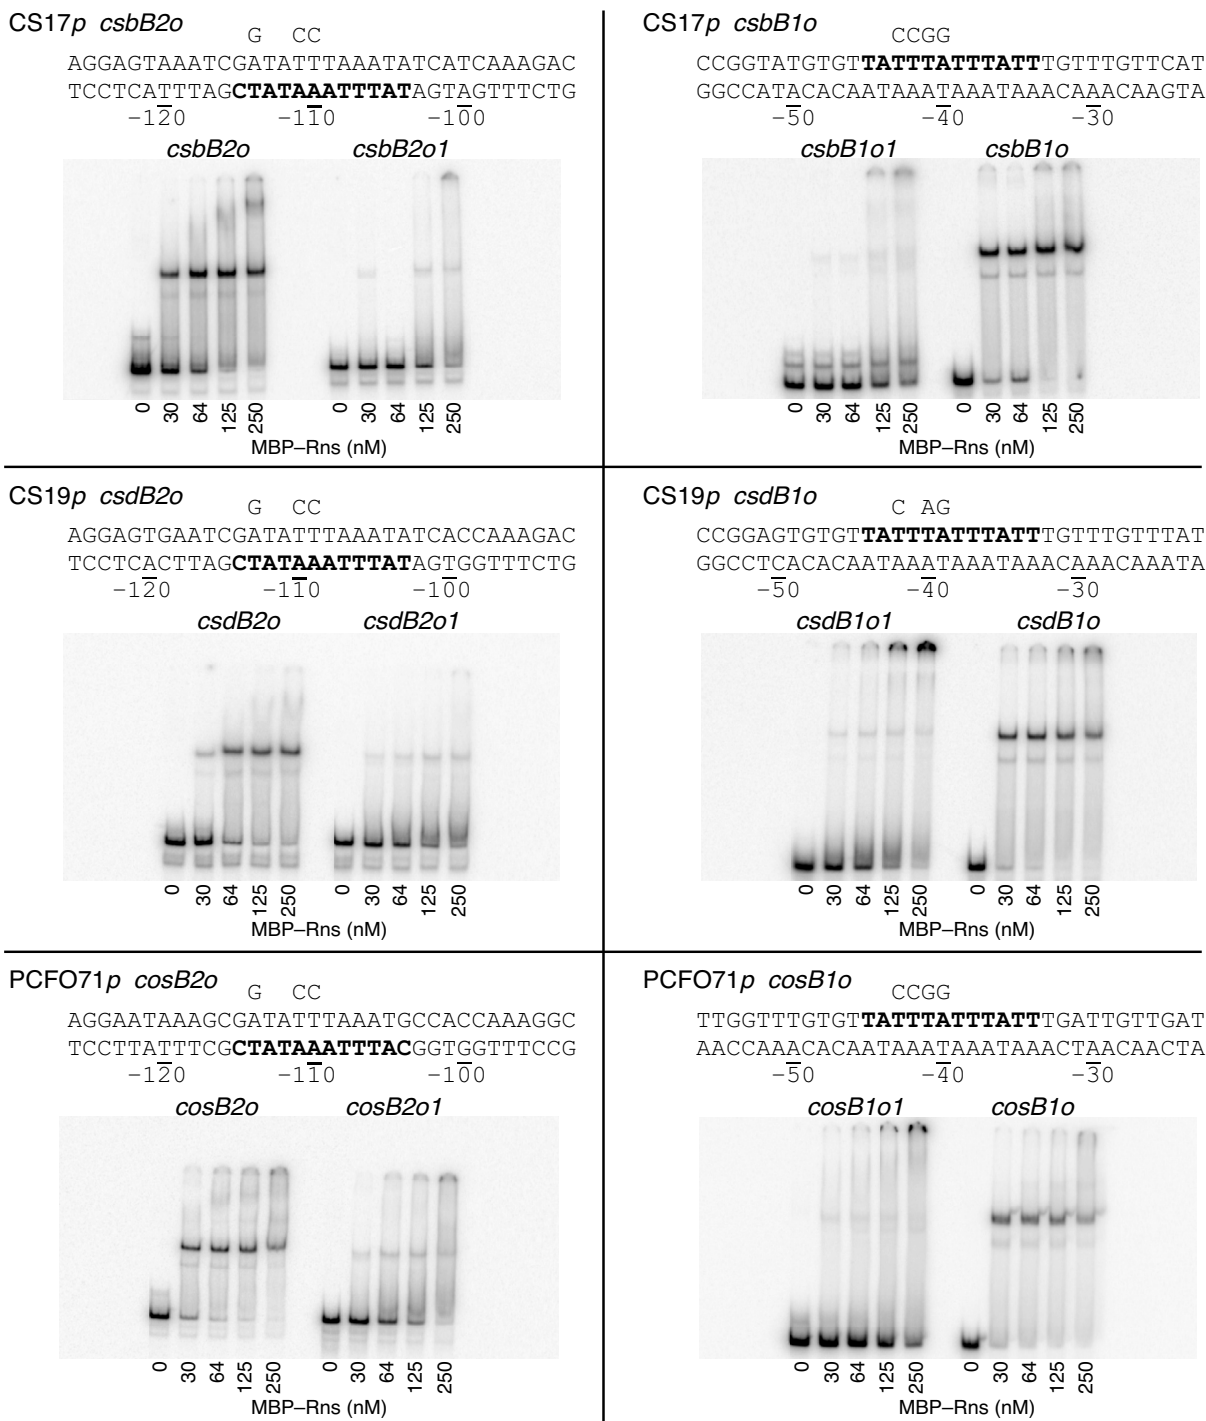 CS17p csbB2o
G CC
AGGAGTAAATCGATATTTAAATATCATCAAAGAC
TCCTCATTTAGCTATAAATTTATAGTAGTTTCTG
−120 −110 −100
csbB2o csbB2o1
0 30 64 125 250 0 30 64 125 250
MBP–Rns (nM)
CS17p csbB1o
CCGG
CCGGTATGTGTTATTTATTTATTTGTTTGTTCAT
GGCCATACACAATAAATAAATAAACAAACAAGTA
−50 −40 −30
csbB1o1 csbB1o
0 30 64 125 250 0 30 64 125 250
MBP–Rns (nM)
CS19p csdB2o
G CC
AGGAGTGAATCGATATTTAAATATCACCAAAGAC
TCCTCACTTAGCTATAAATTTATAGTGGTTTCTG
−120 −110 −100
csdB2o csdB2o1
0 30 64 125 250 0 30 64 125 250
MBP–Rns (nM)
CS19p csdB1o
C AG
CCGGAGTGTGTTATTTATTTATTTGTTTGTTTAT
GGCCTCACACAATAAATAAATAAACAAACAAATA
−50 −40 −30
csdB1o1 csdB1o
0 30 64 125 250 0 30 64 125 250
MBP–Rns (nM)
PCFO71p cosB2o
G CC
AGGAATAAAGCGATATTTAAATGCCACCAAAGGC
TCCTTATTTCGCTATAAATTTACGGTGGTTTCCG
−120 −110 −100
cosB2o cosB2o1
0 30 64 125 250 0 30 64 125 250
MBP–Rns (nM)
PCFO71p cosB1o
CCGG
TTGGTTTGTGTTATTTATTTATTTGATTGTTGAT
AACCAAACACAATAAATAAATAAACTAACAACTA
−50 −40 −30
cosB1o1 cosB1o
0 30 64 125 250 0 30 64 125 250
MBP–Rns (nM)